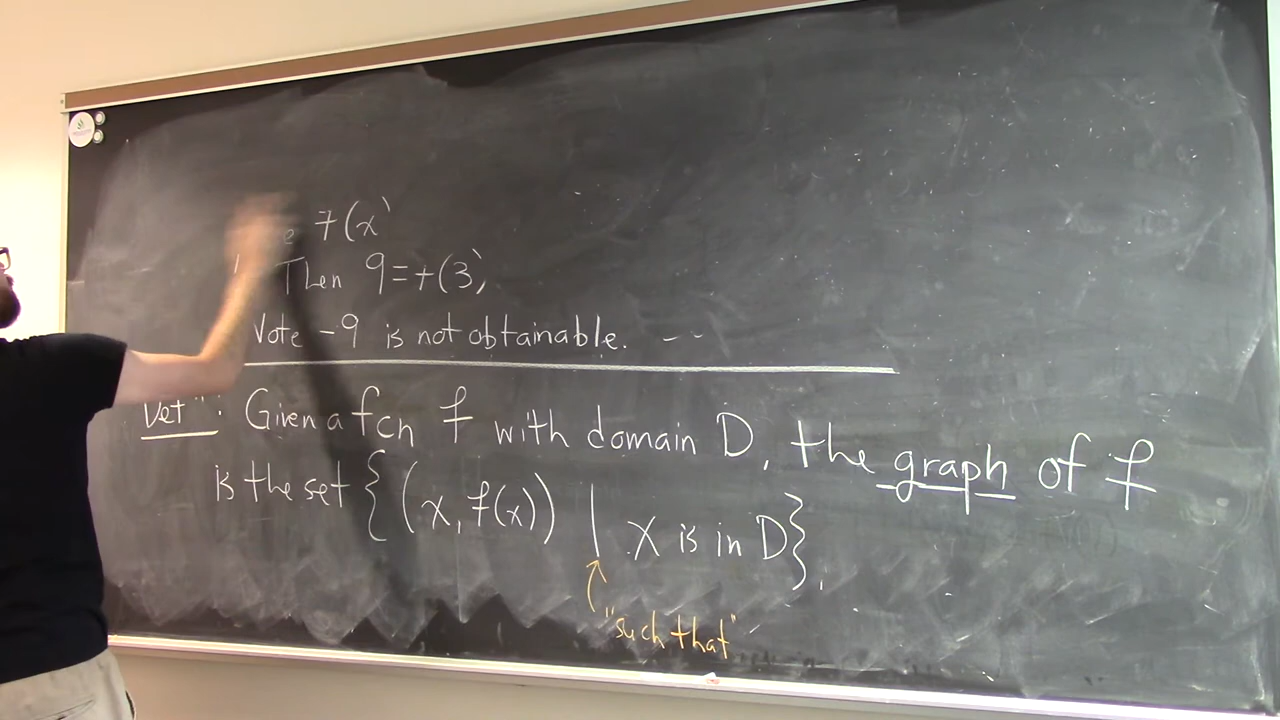 e f(x)
Then 9=f(3)
Note -9 is not obtainable. --
Def": Given a fcn f with domain D, the graph of f
is the set { (x, f(x)) | x is in D}.
"such that"